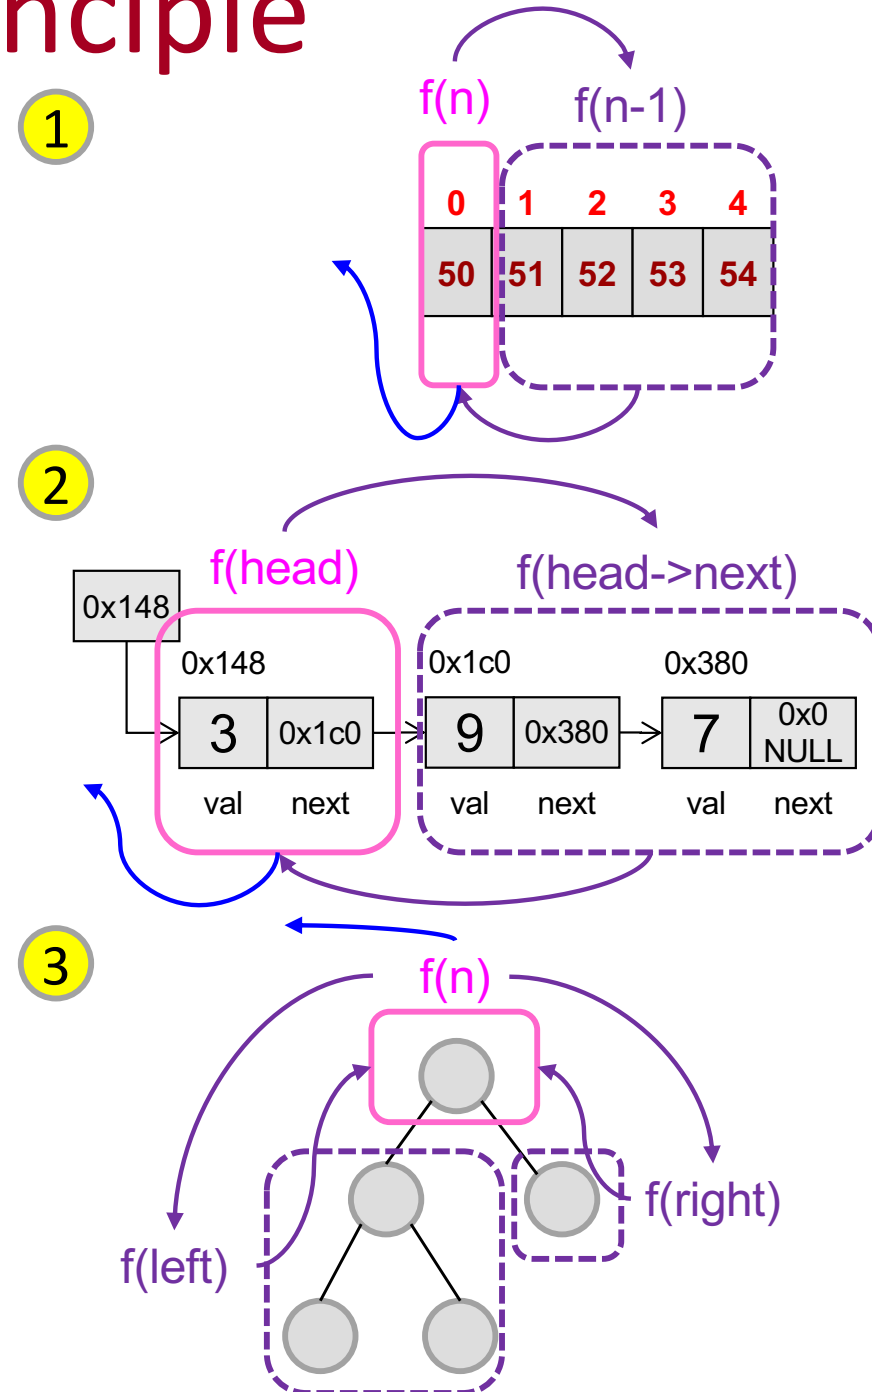 nciple
1
f(n)
f(n-1)
0 1 2 3 4
50 51 52 53 54
2
f(head)
f(head->next)
0x148
0x148
0x1c0
0x380
3 0x1c0
9 0x380
7 0x0
NULL
val next
val next
val next
3
f(n)
f(left)
f(right)